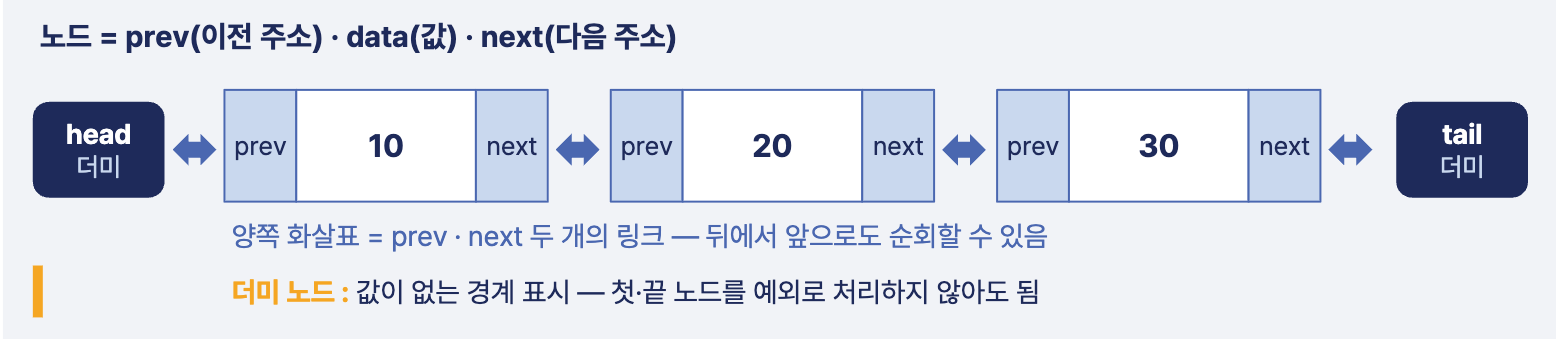 노드 = prev(이전 주소) · data(값) · next(다음 주소)
head
더미
prev 10 next
prev 20 next
prev 30 next
tail
더미
양쪽 화살표 = prev · next 두 개의 링크 — 뒤에서 앞으로도 순회할 수 있음
더미 노드 : 값이 없는 경계 표시 — 첫·끝 노드를 예외로 처리하지 않아도 됨